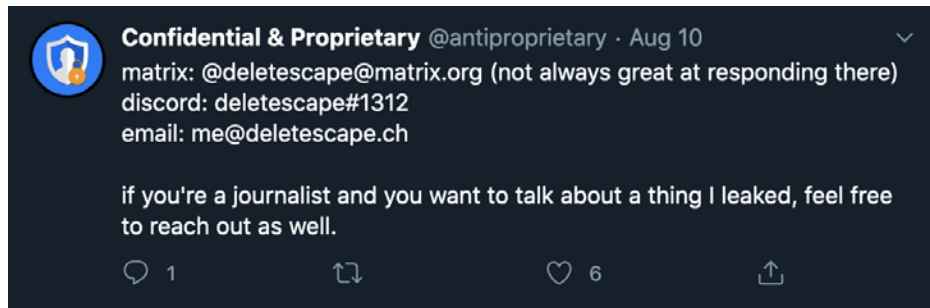 Confidential & Proprietary @antiproprietary · Aug 10
matrix: @deletescape@matrix.org (not always great at responding there)
discord: deletescape#1312
email: me@deletescape.ch
if you're a journalist and you want to talk about a thing I leaked, feel free
to reach out as well.
1 6